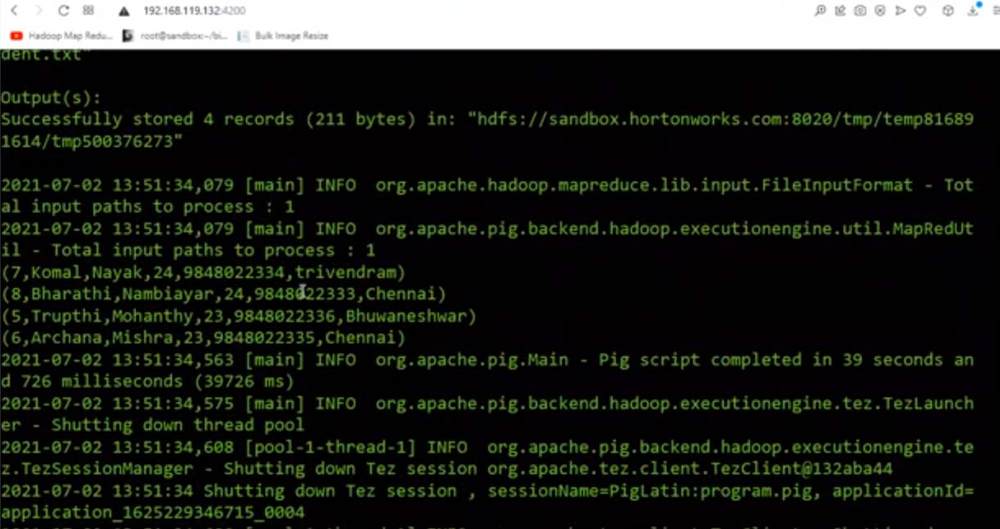 192.168.119.132:4200
Hadoop Map Redu... root@sandbox:~/bi... Bulk Image Resize
dent.txt"
Output(s):
Successfully stored 4 records (211 bytes) in: "hdfs://sandbox.hortonworks.com:8020/tmp/temp81689
1614/tmp500376273"
2021-07-02 13:51:34,079 [main] INFO  org.apache.hadoop.mapreduce.lib.input.FileInputFormat - Tot
al input paths to process : 1
2021-07-02 13:51:34,079 [main] INFO  org.apache.pig.backend.hadoop.executionengine.util.MapRedUt
il - Total input paths to process : 1
(7,Komal,Nayak,24,9848022334,trivendram)
(8,Bharathi,Nambiayar,24,9848022333,Chennai)
(5,Trupthi,Mohanthy,23,9848022336,Bhuwaneshwar)
(6,Archana,Mishra,23,9848022335,Chennai)
2021-07-02 13:51:34,563 [main] INFO  org.apache.pig.Main - Pig script completed in 39 seconds an
d 726 milliseconds (39726 ms)
2021-07-02 13:51:34,575 [main] INFO  org.apache.pig.backend.hadoop.executionengine.tez.TezLaunch
er - Shutting down thread pool
2021-07-02 13:51:34,608 [pool-1-thread-1] INFO  org.apache.pig.backend.hadoop.executionengine.te
z.TezSessionManager - Shutting down Tez session org.apache.tez.client.TezClient@132aba44
2021-07-02 13:51:34 Shutting down Tez session , sessionName=PigLatin:program.pig, applicationId=
application_1625229346715_0004